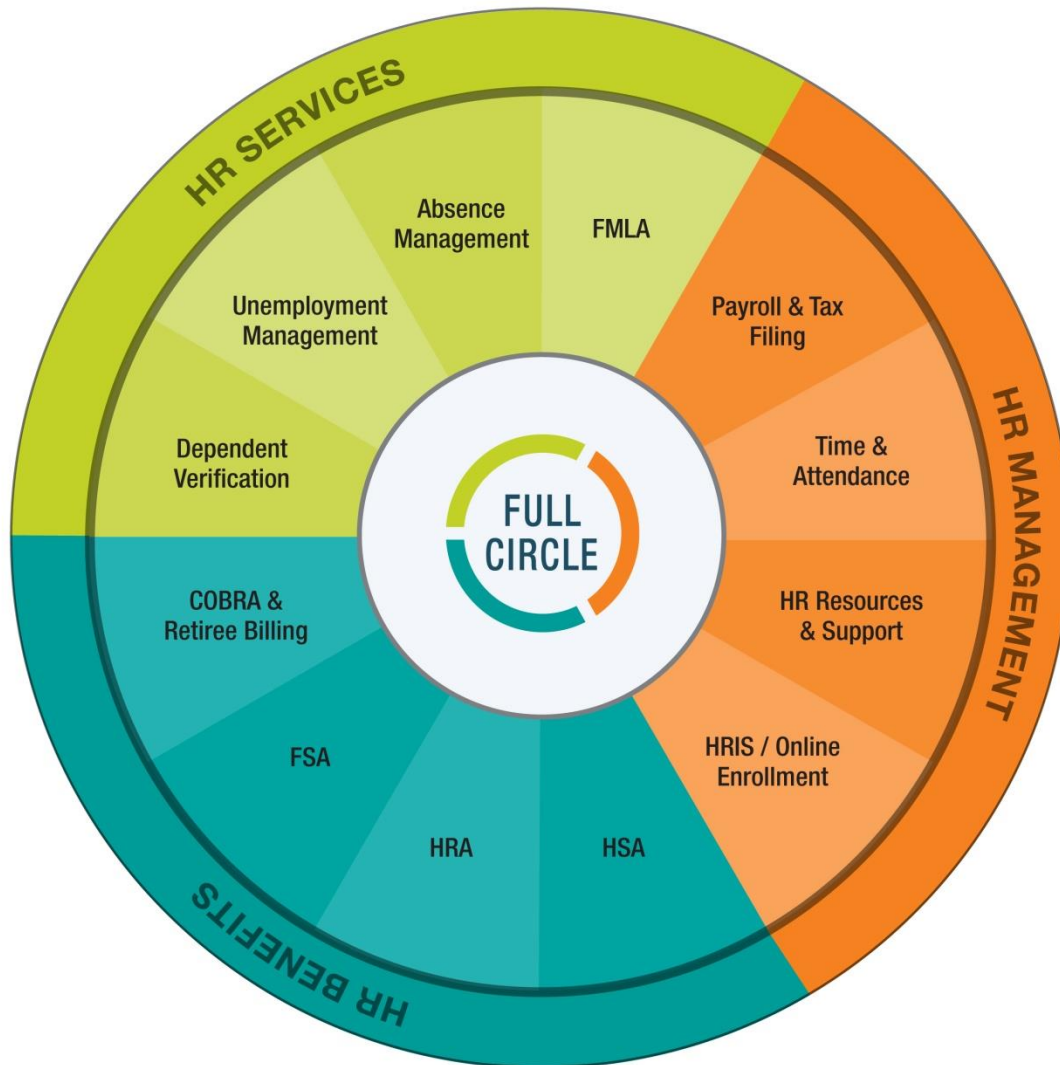 HR SERVICES
Absence
Management
FMLA
Unemployment
Management
Dependent
Verification
HR MANAGEMENT
Payroll & Tax
Filing
Time &
Attendance
HR Resources
& Support
HRIS / Online
Enrollment
FULL
CIRCLE
HR BENEFITS
COBRA &
Retiree Billing
FSA
HRA
HSA